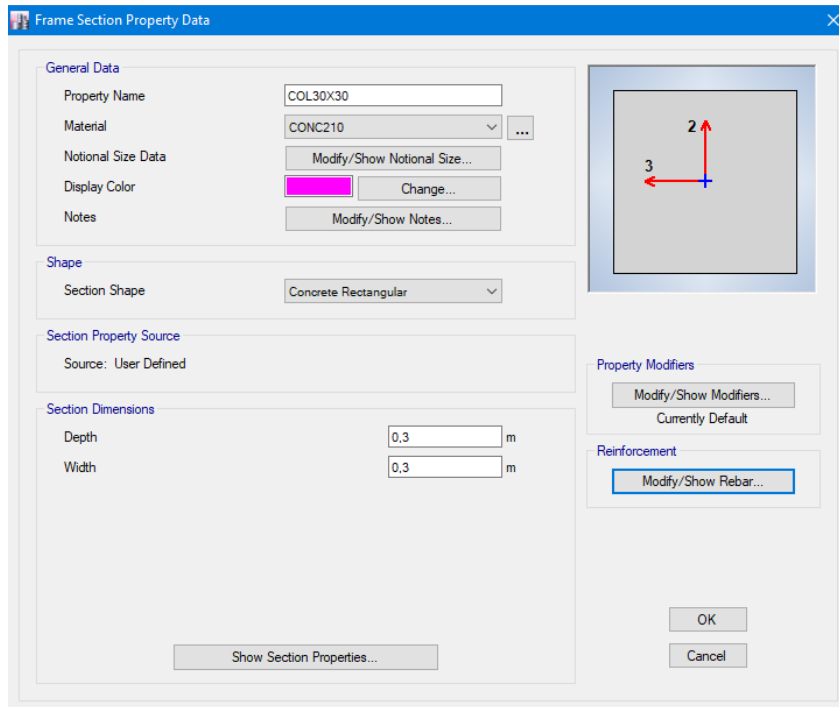 Frame Section Property Data
General Data
Property Name COL30X30
Material CONC210 ...
Notional Size Data Modify/Show Notional Size...
Display Color Change...
Notes Modify/Show Notes...
Shape
Section Shape Concrete Rectangular
Section Property Source
Source: User Defined
Section Dimensions
Depth 0,3 m
Width 0,3 m
Show Section Properties...
2
3
Property Modifiers
Modify/Show Modifiers...
Currently Default
Reinforcement
Modify/Show Rebar...
OK
Cancel